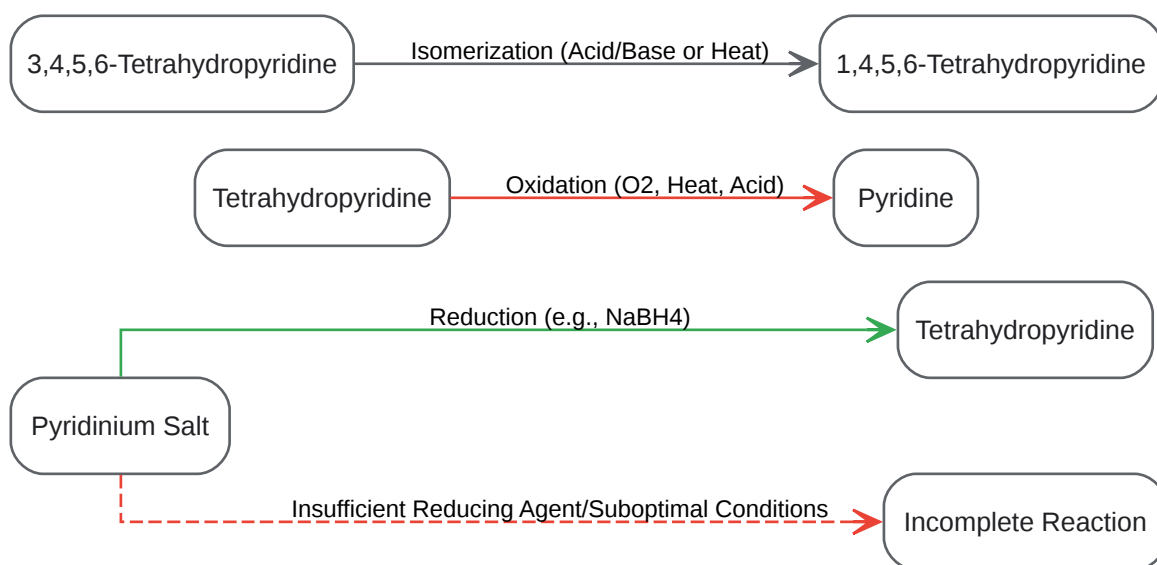 3,4,5,6-Tetrahydropyridine
Isomerization (Acid/Base or Heat)
1,4,5,6-Tetrahydropyridine
Tetrahydropyridine
Oxidation (O2, Heat, Acid)
Pyridine
Reduction (e.g., NaBH4)
Tetrahydropyridine
Pyridinium Salt
Insufficient Reducing Agent/Suboptimal Conditions
Incomplete Reaction